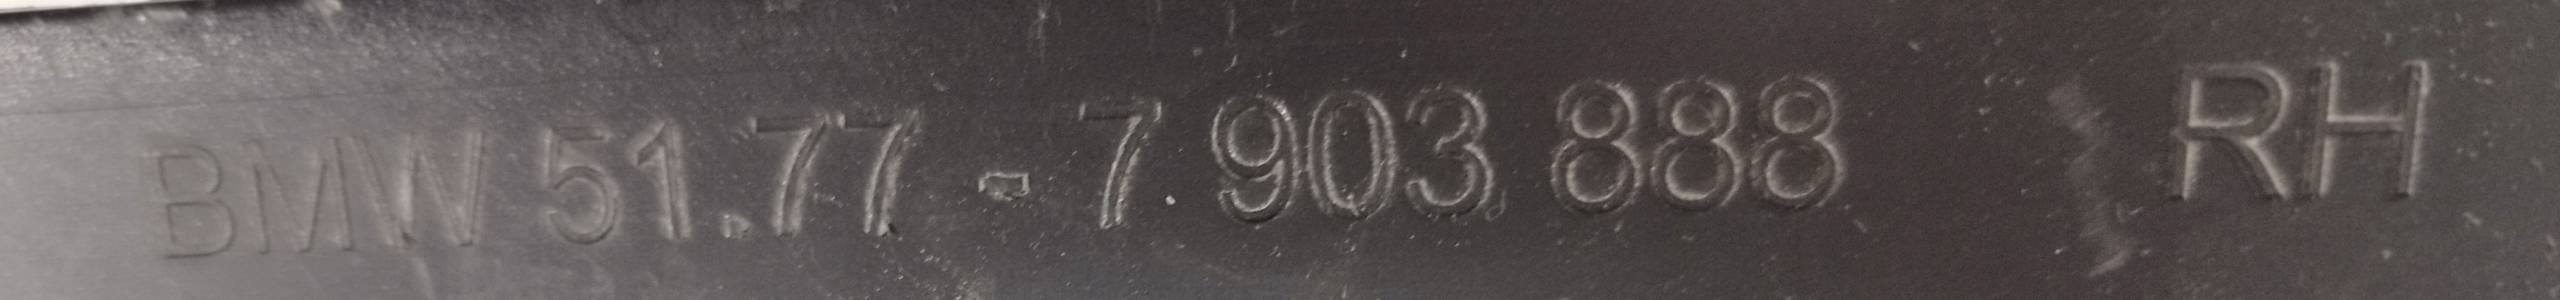 BMW 51.77 - 7 903 888 RH